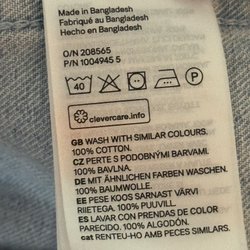 Made in Bangladesh
Fabriqué au Bangladesh
Hecho en Bangladesh
O/N 208565
P/N 1004945 5
40
P
clevercare.info
GB WASH WITH SIMILAR COLOURS.
100% COTTON.
CZ PERTE S PODOBNÝMI BARVAMI.
100% BAVLNA.
DE MIT ÄHNLICHEN FARBEN WASCHEN.
100% BAUMWOLLE.
EE PESE KOOS SARNAST VÄRVI
RIIETEGA. 100% PUUVILL.
ES LAVAR CON PRENDAS DE COLOR
PARECIDO. 100% ALGODÓN.
cat RENTEU-HO AMB PECES SIMILARS.